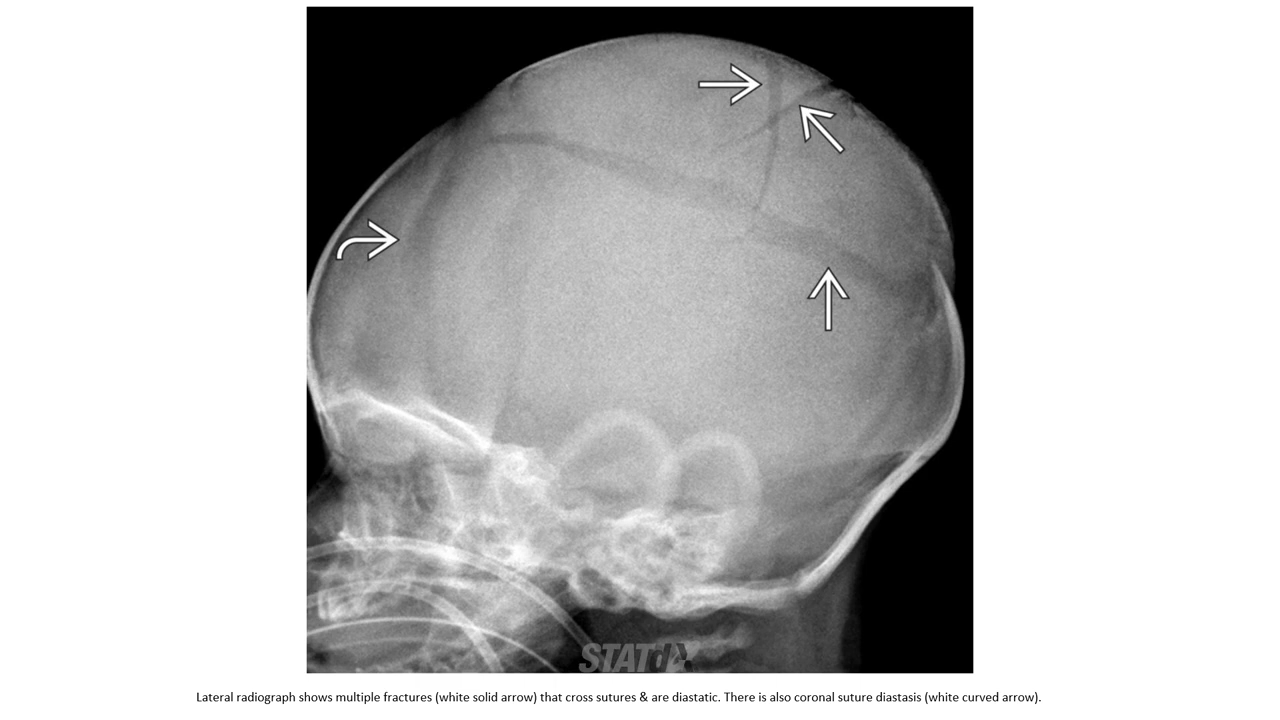 STATdx
Lateral radiograph shows multiple fractures (white solid arrow) that cross sutures & are diastatic. There is also coronal suture diastasis (white curved arrow).